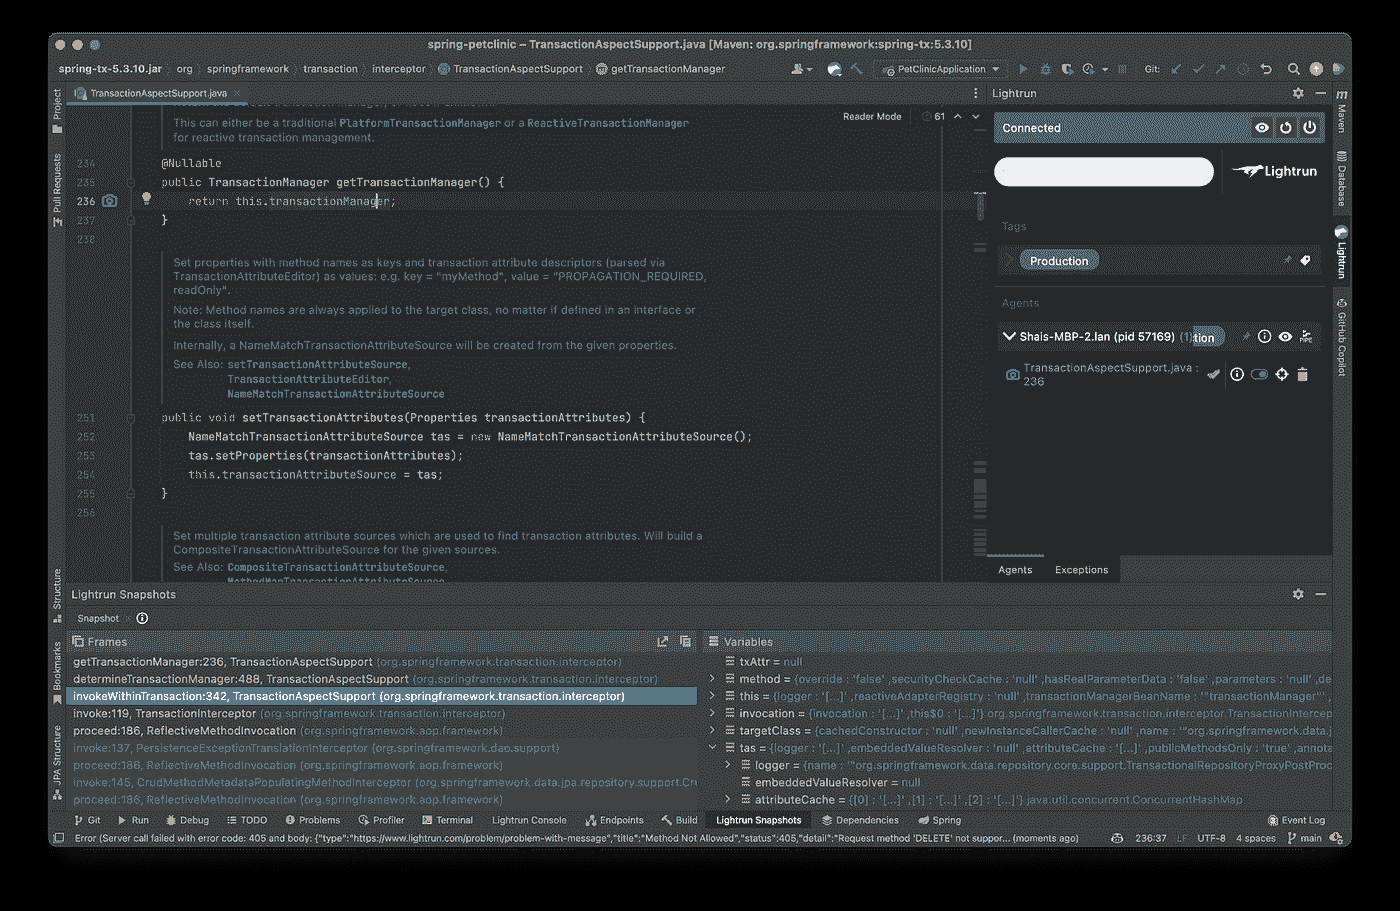 spring-petclinic – TransactionAspectSupport.java [Maven: org.springframework:spring-tx:5.3.10]
spring-tx-5.3.10.jar org springframework transaction interceptor TransactionAspectSupport getTransactionManager PetClinicApplication Git:
TransactionAspectSupport.java
This can either be a traditional PlatformTransactionManager or a ReactiveTransactionManager
for reactive transaction management.
Reader Mode 61
234 @Nullable
235 public TransactionManager getTransactionManager() {
236 return this.transactionManager;
237 }
238
Set properties with method names as keys and transaction attribute descriptors (parsed via
TransactionAttributeEditor) as values: e.g. key = "myMethod", value = "PROPAGATION_REQUIRED,
readOnly".
Note: Method names are always applied to the target class, no matter if defined in an interface or
the class itself.
Internally, a NameMatchTransactionAttributeSource will be created from the given properties.
See Also: setTransactionAttributeSource,
TransactionAttributeEditor,
NameMatchTransactionAttributeSource
251 public void setTransactionAttributes(Properties transactionAttributes) {
252 NameMatchTransactionAttributeSource tas = new NameMatchTransactionAttributeSource();
253 tas.setProperties(transactionAttributes);
254 this.transactionAttributeSource = tas;
255 }
256
Set multiple transaction attribute sources which are used to find transaction attributes. Will build a
CompositeTransactionAttributeSource for the given sources.
See Also: CompositeTransactionAttributeSource,
MethodMapTransactionAttributeSource
Lightrun
Connected
Lightrun
Tags
Production
Agents
Shais-MBP-2.lan (pid 57169) (1) tion
PIPE
TransactionAspectSupport.java :
236
Agents Exceptions
Project
Pull Requests
Structure
Bookmarks
JPA Structure
Maven
Database
Lightrun
GitHub Copilot
Lightrun Snapshots
Snapshot
Frames
getTransactionManager:236, TransactionAspectSupport (org.springframework.transaction.interceptor)
determineTransactionManager:488, TransactionAspectSupport (org.springframework.transaction.interceptor)
invokeWithinTransaction:342, TransactionAspectSupport (org.springframework.transaction.interceptor)
invoke:119, TransactionInterceptor (org.springframework.transaction.interceptor)
proceed:186, ReflectiveMethodInvocation (org.springframework.aop.framework)
invoke:137, PersistenceExceptionTranslationInterceptor (org.springframework.dao.support)
proceed:186, ReflectiveMethodInvocation (org.springframework.aop.framework)
invoke:145, CrudMethodMetadataPopulatingMethodInterceptor (org.springframework.data.jpa.repository.support.Cr
proceed:186, ReflectiveMethodInvocation (org.springframework.aop.framework)
Variables
txAttr = null
method = {override : 'false' ,securityCheckCache : 'null' ,hasRealParameterData : 'false' ,parameters : 'null' ,de
this = {logger : '[...]' ,reactiveAdapterRegistry : 'null' ,transactionManagerBeanName : '"transactionManager"' ,
invocation = {invocation : '[...]' ,this$0 : '[...]'} org.springframework.transaction.interceptor.TransactionIntercep
targetClass = {cachedConstructor : 'null' ,newInstanceCallerCache : 'null' ,name : '"org.springframework.data.j
tas = {logger : '[...]' ,embeddedValueResolver : 'null' ,attributeCache : '[...]' ,publicMethodsOnly : 'true' ,annota
logger = {name : '"org.springframework.data.repository.core.support.TransactionalRepositoryProxyPostProc
embeddedValueResolver = null
attributeCache = {[0] : '[...]' ,[1] : '[...]' ,[2] : '[...]'} java.util.concurrent.ConcurrentHashMap
Git Run Debug TODO Problems Profiler Terminal Lightrun Console Endpoints Build Lightrun Snapshots Dependencies Spring Event Log
Error (Server call failed with error code: 405 and body: {"type":"https://www.lightrun.com/problem/problem-with-message","title":"Method Not Allowed","status":405,"detail":"Request method 'DELETE' not suppor... (moments ago) 236:37 LF UTF-8 4 spaces main